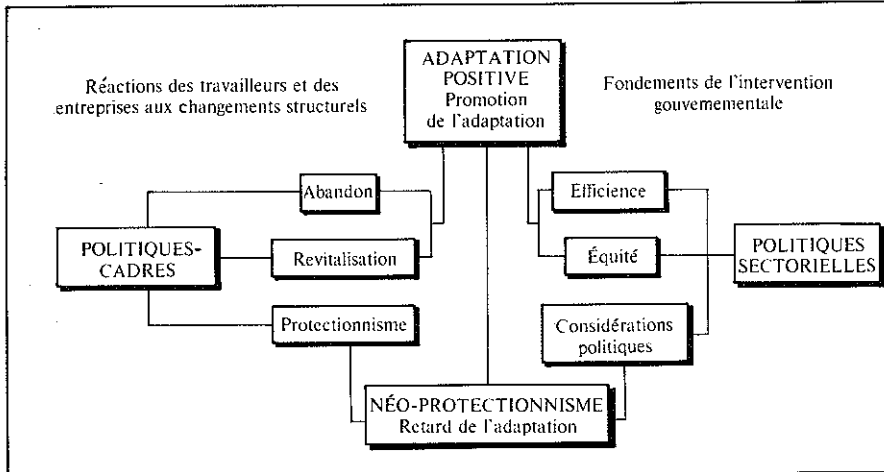 Réactions des travailleurs et des
entreprises aux changements structurels
ADAPTATION
POSITIVE
Promotion
de l'adaptation
Fondements de l'intervention
gouvernementale
Abandon
Efficience
POLITIQUES-
CADRES
Revitalisation
Équité
POLITIQUES
SECTORIELLES
Protectionnisme
Considérations
politiques
NÉO-PROTECTIONNISME
Retard de l'adaptation